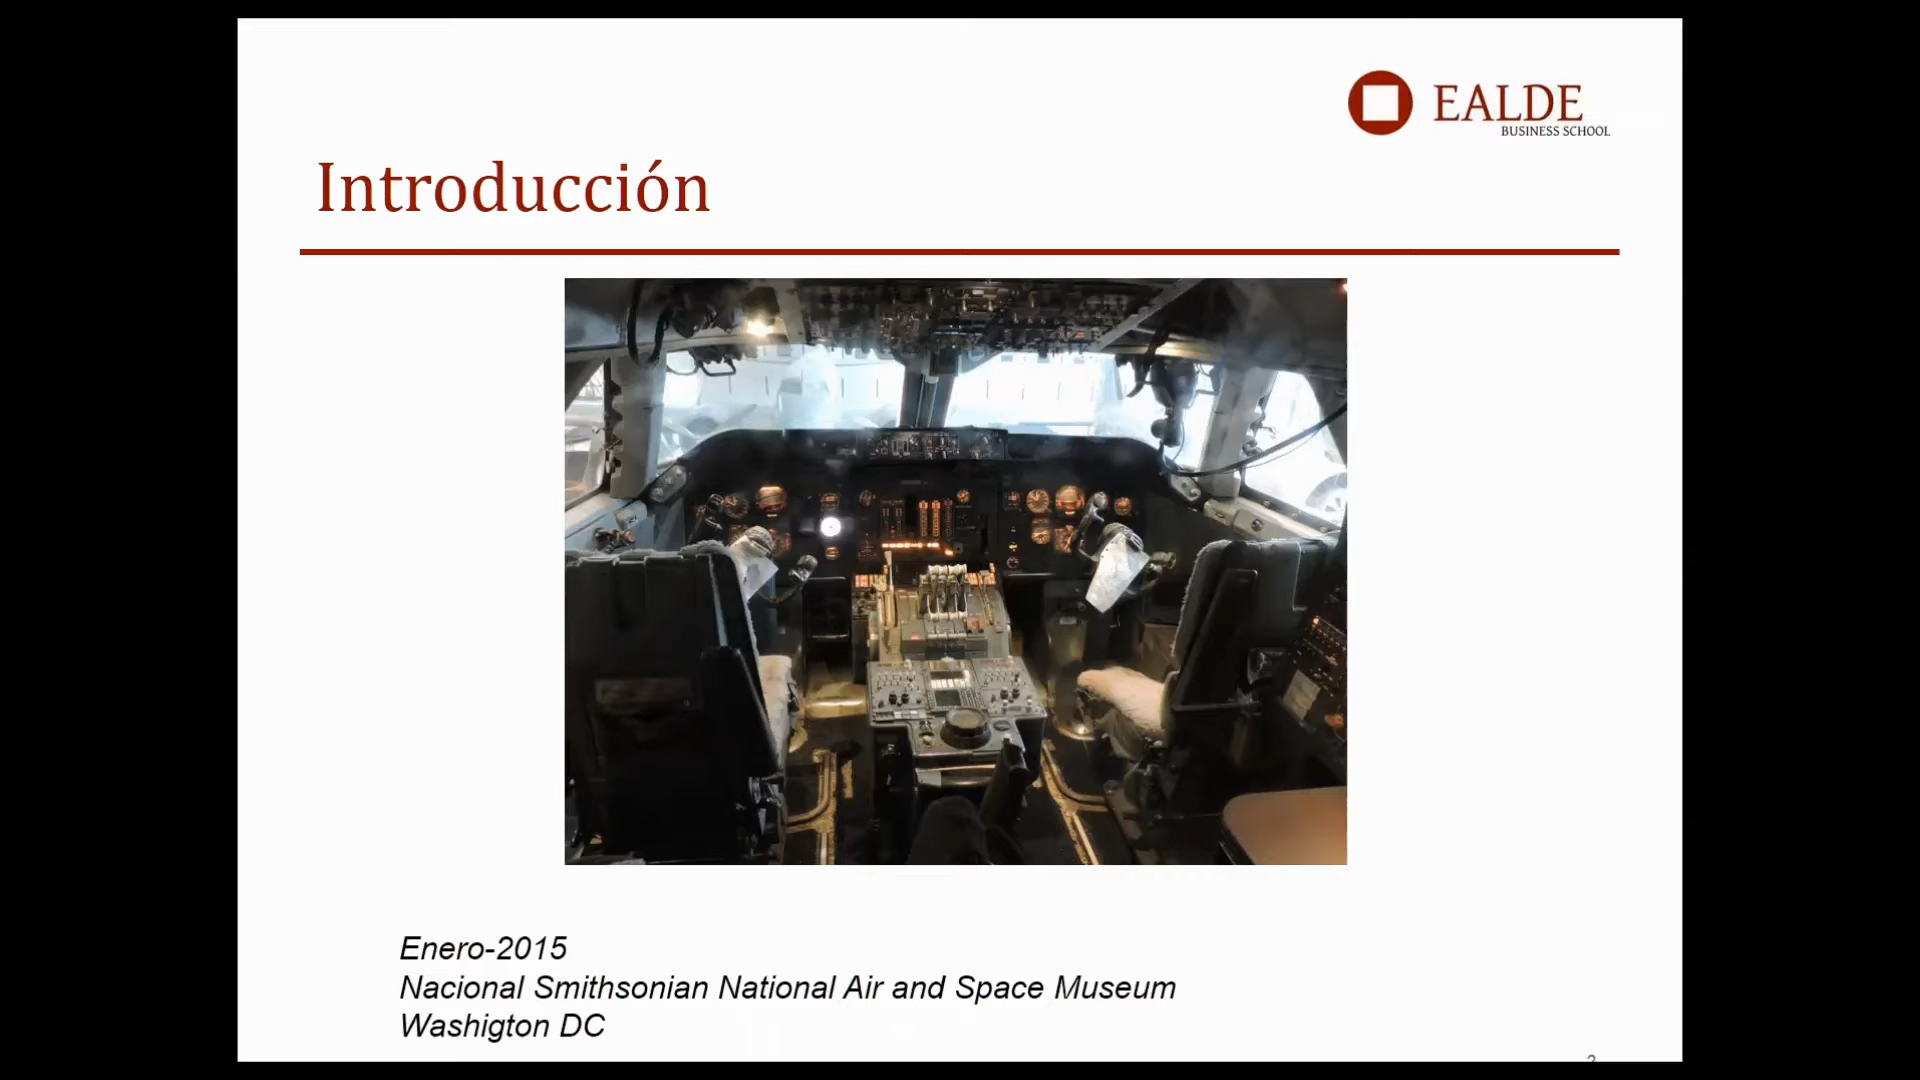 EALDE
BUSINESS SCHOOL
Introducción
Enero-2015
Nacional Smithsonian National Air and Space Museum
Washigton DC